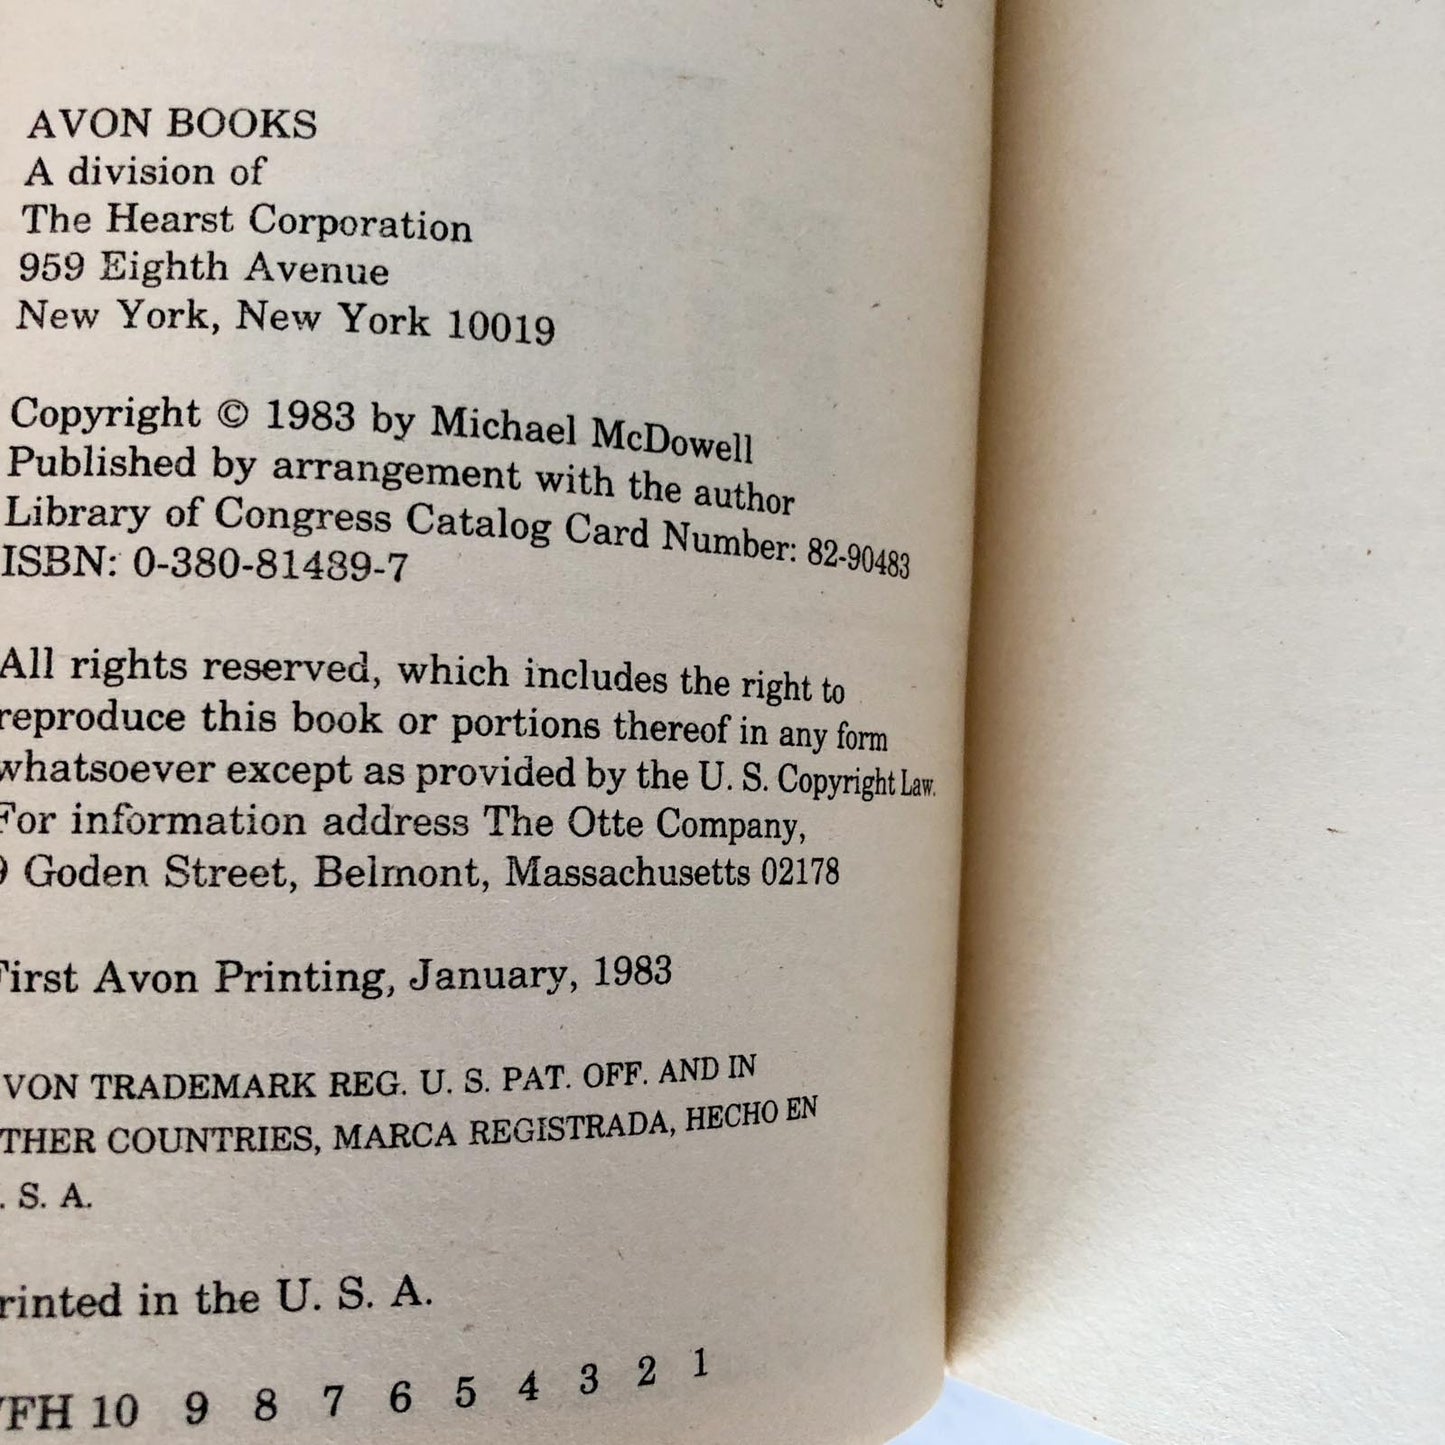 AVON BOOKS
A division of
The Hearst Corporation
959 Eighth Avenue
New York, New York 10019
Copyright © 1983 by Michael McDowell
Published by arrangement with the author
Library of Congress Catalog Card Number: 82-90483
ISBN: 0-380-81489-7
All rights reserved, which includes the right to
reproduce this book or portions thereof in any form
whatsoever except as provided by the U. S. Copyright Law.
For information address The Otte Company,
9 Goden Street, Belmont, Massachusetts 02178
First Avon Printing, January, 1983
VON TRADEMARK REG. U. S. PAT. OFF. AND IN
THER COUNTRIES, MARCA REGISTRADA, HECHO EN
. S. A.
rinted in the U. S. A.
FH 10 9 8 7 6 5 4 3 2 1